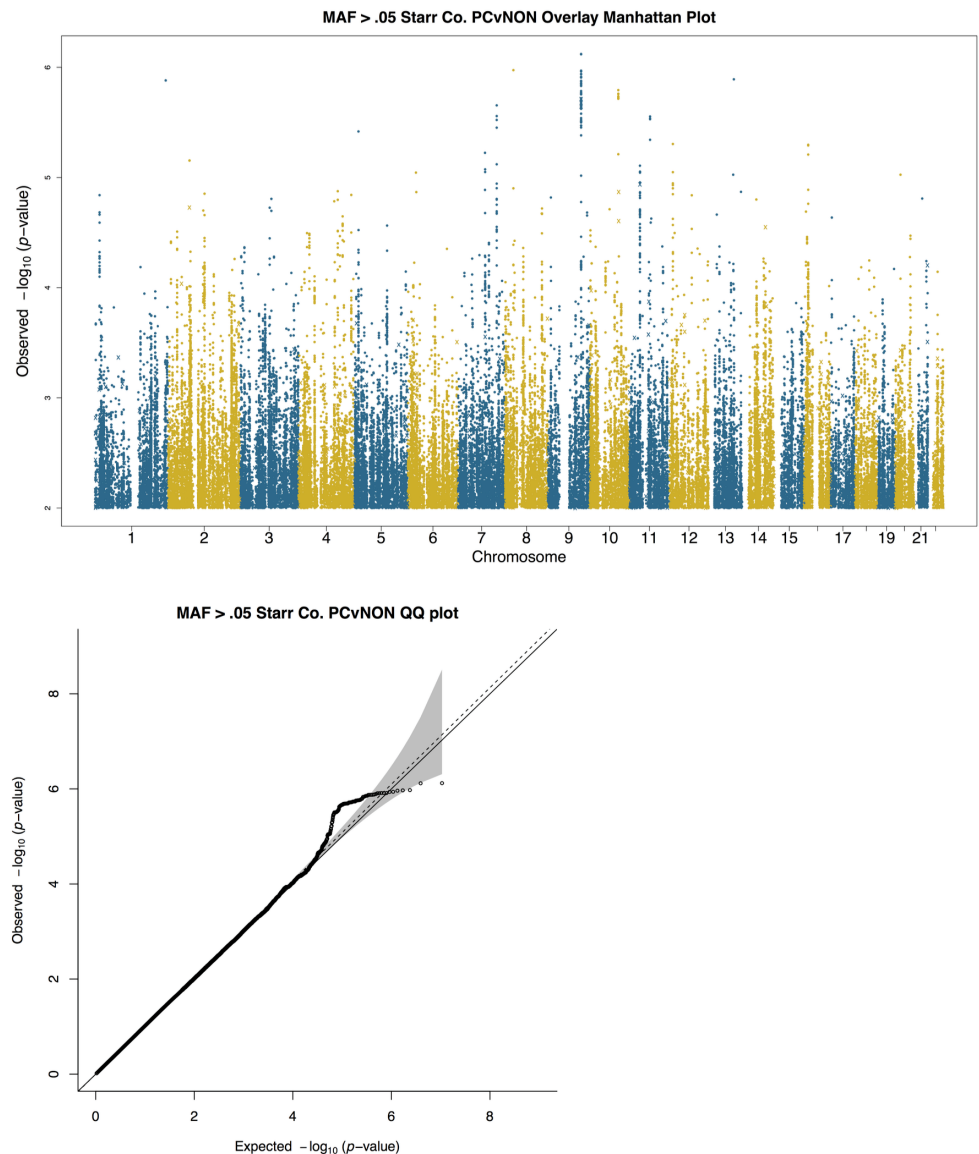 MAF > .05 Starr Co. PCvNON Overlay Manhattan Plot
Observed −log10 (p−value)
6
5
4
3
2
1 2 3 4 5 6 7 8 9 10 11 12 13 14 15 17 19 21
Chromosome
MAF > .05 Starr Co. PCvNON QQ plot
Observed −log10 (p−value)
8
6
4
2
0
0 2 4 6 8
Expected −log10 (p−value)